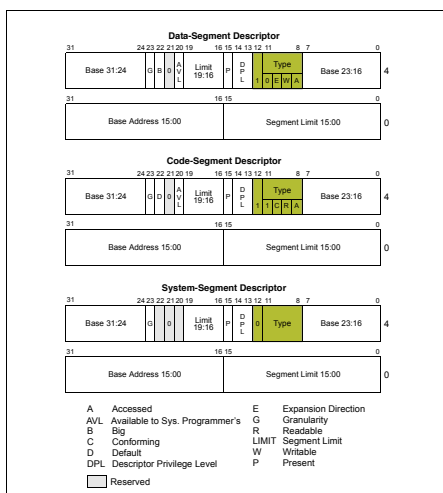 Data-Segment Descriptor
31 24 23 22 21 20 19 16 15 14 13 12 11 8 7 0
Base 31:24 G B 0 A V L Limit 19:16 P D P L 1 0 E W A Type Base 23:16 4
31 16 15 0
Base Address 15:00 Segment Limit 15:00 0
Code-Segment Descriptor
31 24 23 22 21 20 19 16 15 14 13 12 11 8 7 0
Base 31:24 G D 0 A V L Limit 19:16 P D P L 1 1 C R A Type Base 23:16 4
31 16 15 0
Base Address 15:00 Segment Limit 15:00 0
System-Segment Descriptor
31 24 23 22 21 20 19 16 15 14 13 12 11 8 7 0
Base 31:24 G 0 Limit 19:16 P D P L 0 Type Base 23:16 4
31 16 15 0
Base Address 15:00 Segment Limit 15:00 0
A Accessed
AVL Available to Sys. Programmer's
B Big
C Conforming
D Default
DPL Descriptor Privilege Level
Reserved
E Expansion Direction
G Granularity
R Readable
LIMIT Segment Limit
W Writable
P Present